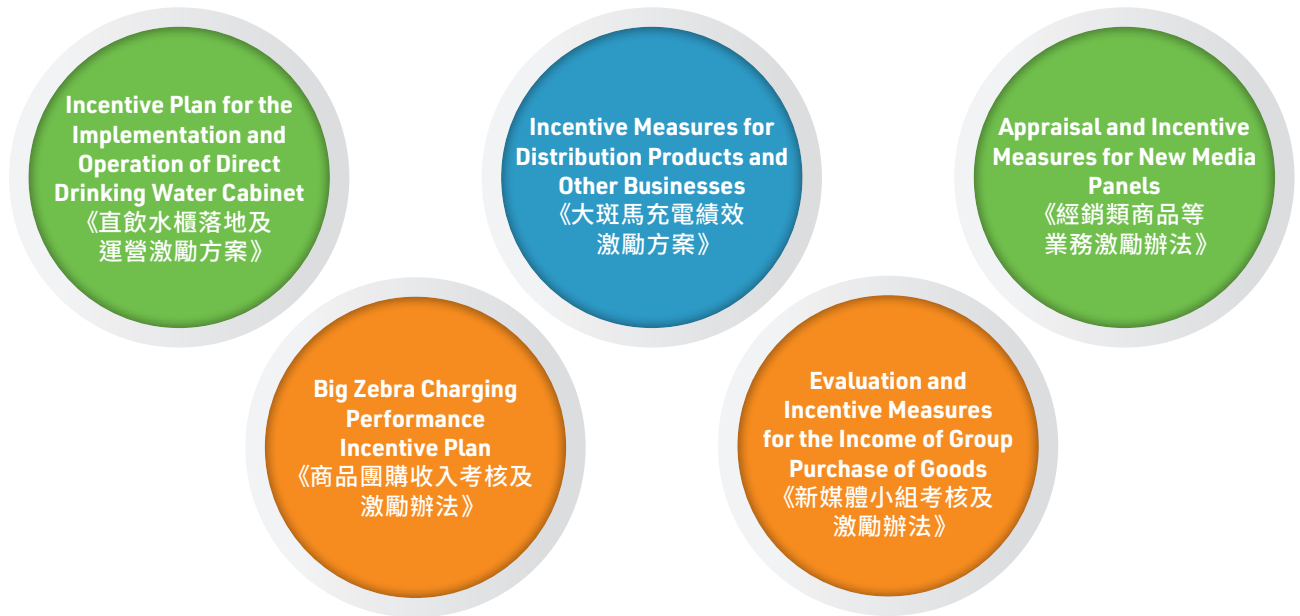 Incentive Plan for the
Implementation and
Operation of Direct
Drinking Water Cabinet
《直飲水櫃落地及
運營激勵方案》
Incentive Measures for
Distribution Products and
Other Businesses
《大斑馬充電績效
激勵方案》
Appraisal and Incentive
Measures for New Media
Panels
《經銷類商品等
業務激勵辦法》
Big Zebra Charging
Performance
Incentive Plan
《商品團購收入考核及
激勵辦法》
Evaluation and
Incentive Measures
for the Income of Group
Purchase of Goods
《新媒體小組考核及
激勵辦法》